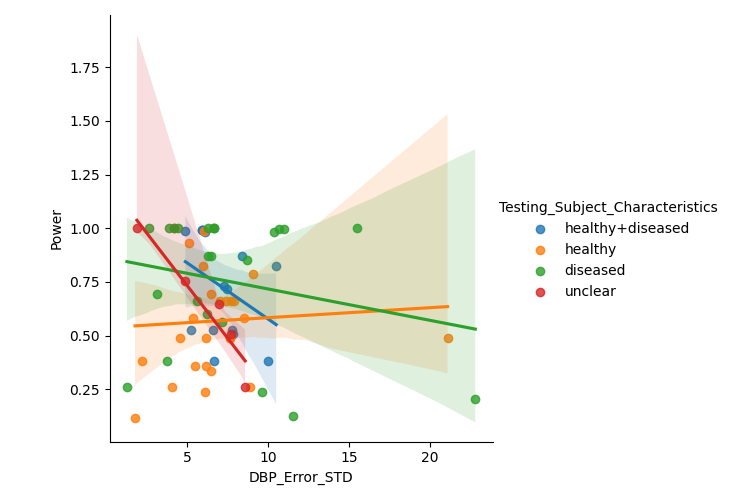 1.75
1.50
1.25
1.00
0.75
0.50
0.25
Power
5 10 15 20
DBP_Error_STD
Testing_Subject_Characteristics
healthy+diseased
healthy
diseased
unclear